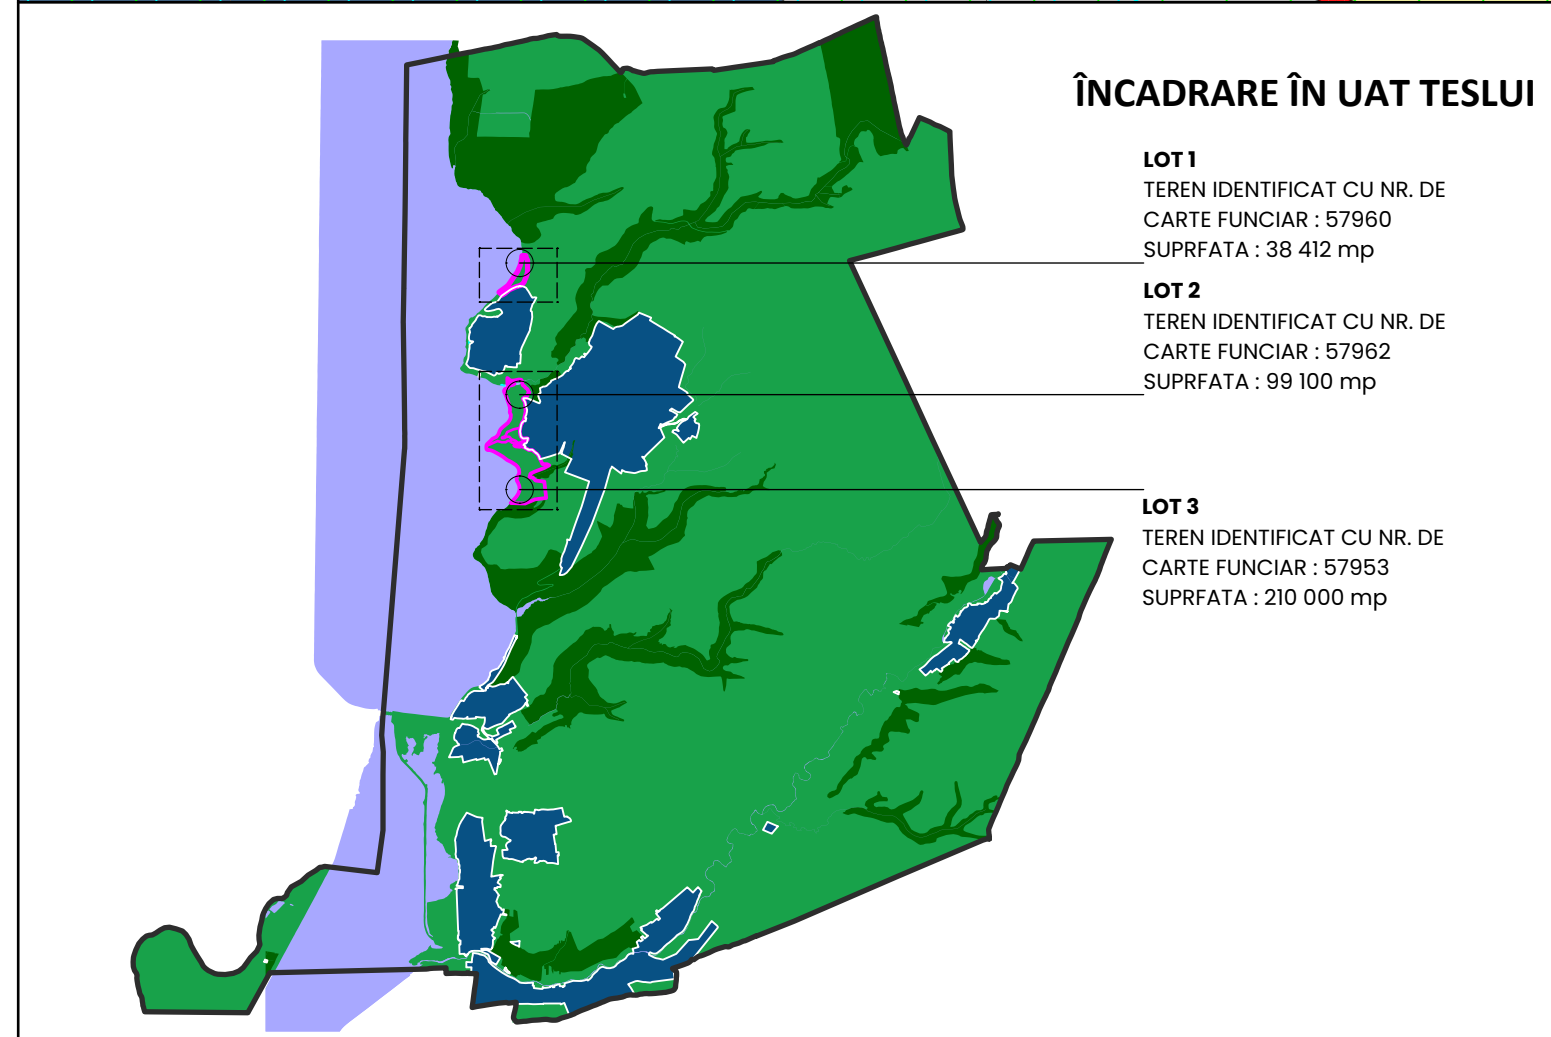 ÎNCADRARE ÎN UAT TESLUI
LOT 1
TEREN IDENTIFICAT CU NR. DE
CARTE FUNCIAR : 57960
SUPRFATA : 38 412 mp
LOT 2
TEREN IDENTIFICAT CU NR. DE
CARTE FUNCIAR : 57962
SUPRFATA : 99 100 mp
LOT 3
TEREN IDENTIFICAT CU NR. DE
CARTE FUNCIAR : 57953
SUPRFATA : 210 000 mp